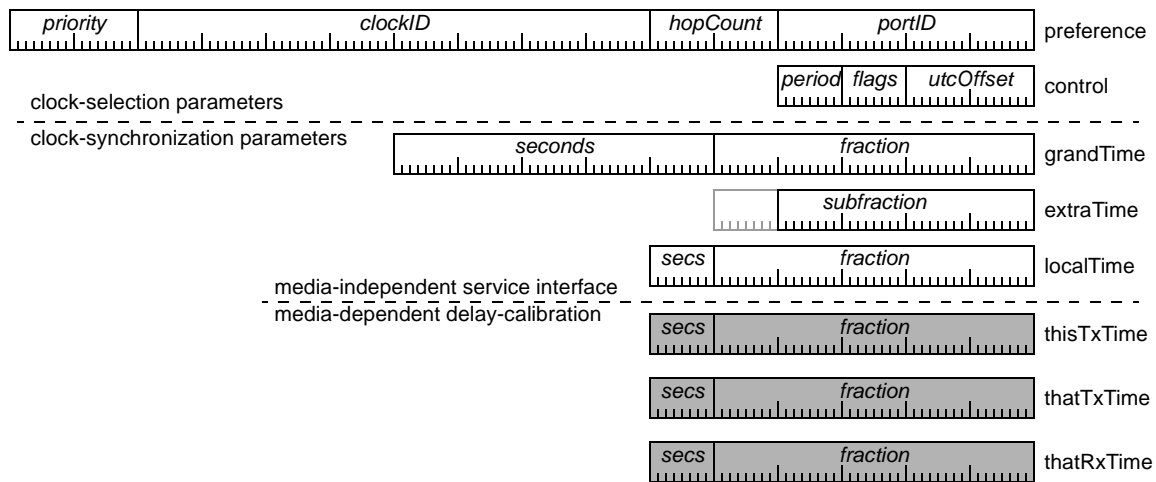 priority clockID hopCount portID preference
period flags utcOffset control
clock-selection parameters
clock-synchronization parameters
seconds fraction grandTime
subfraction extraTime
secs fraction localTime
media-independent service interface
media-dependent delay-calibration
secs fraction thisTxTime
secs fraction thatTxTime
secs fraction thatRxTime